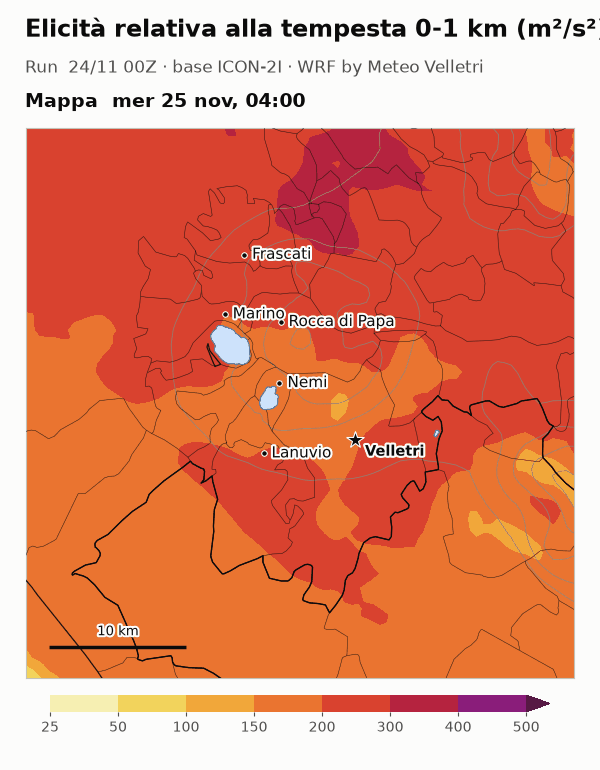 Elicità relativa alla tempesta 0-1 km (m²/s²)
Run 24/11 00Z · base ICON-2I · WRF by Meteo Velletri
Mappa mer 25 nov, 04:00
Frascati
Marino
Rocca di Papa
Nemi
Velletri
Lanuvio
10 km
25 50 100 150 200 300 400 500